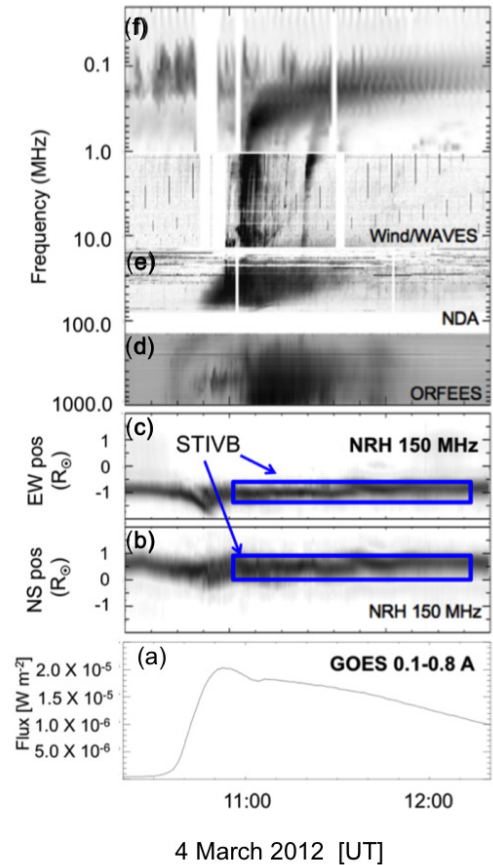 (f)
0.1
1.0
10.0
100.0
1000.0
Frequency (MHz)
Wind/WAVES
(e)
NDA
(d)
ORFEES
(c)
STIVB
NRH 150 MHz
1
0
-1
EW pos
(R☉)
(b)
1
0
-1
NS pos
(R☉)
NRH 150 MHz
(a)
GOES 0.1-0.8 A
Flux [W m⁻²]
2.0 X 10⁻⁵
1.5 X 10⁻⁵
1.0 X 10⁻⁶
5.0 X 10⁻⁶
11:00
12:00
4 March 2012 [UT]